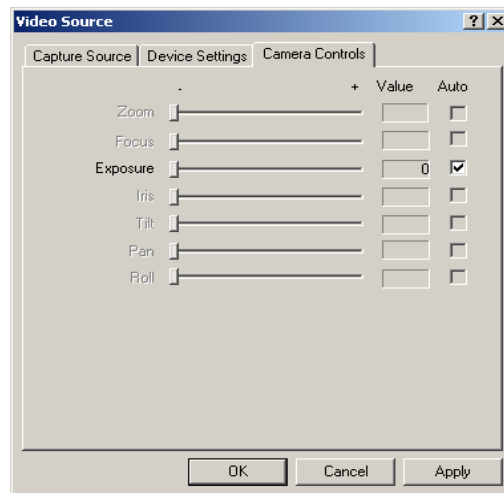 Video Source
Capture Source Device Settings Camera Controls
- + Value Auto
Zoom
Focus
Exposure 0
Iris
Tilt
Pan
Roll
OK Cancel Apply